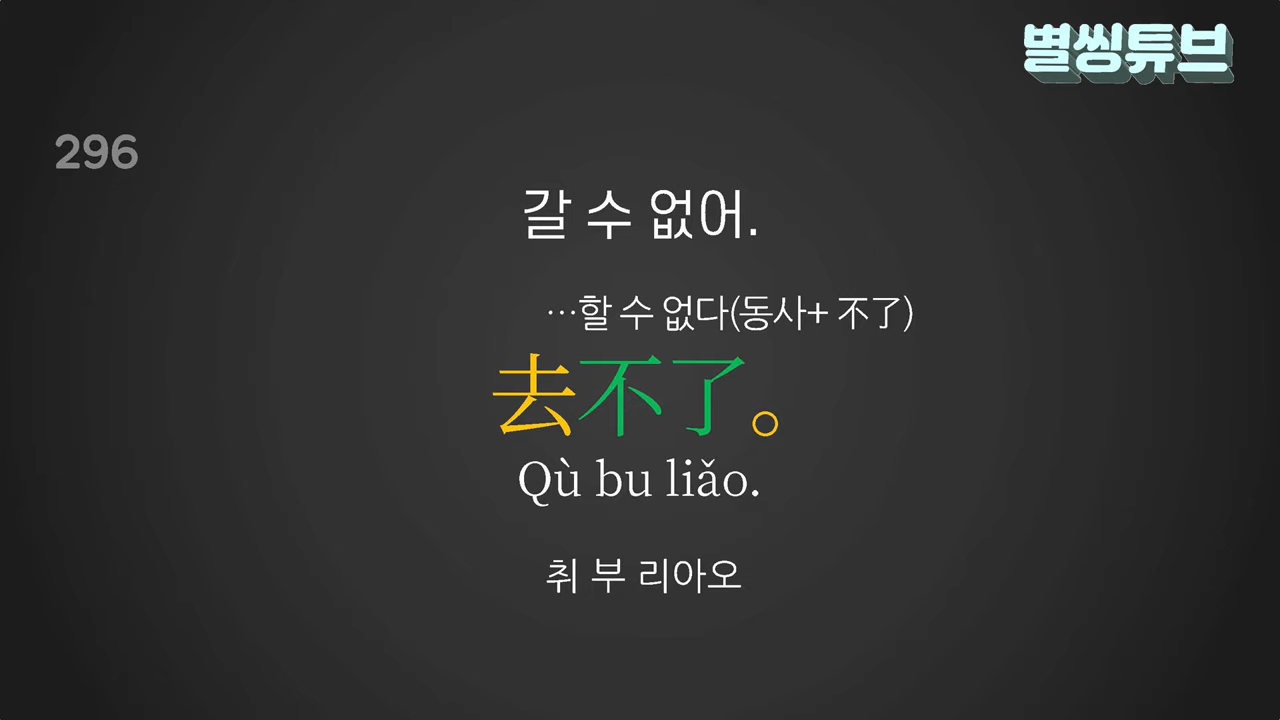 별씽튜브
296
갈 수 없어.
…할 수 없다(동사+ 不了)
去不了。
Qù bu liǎo.
취 부 리아오